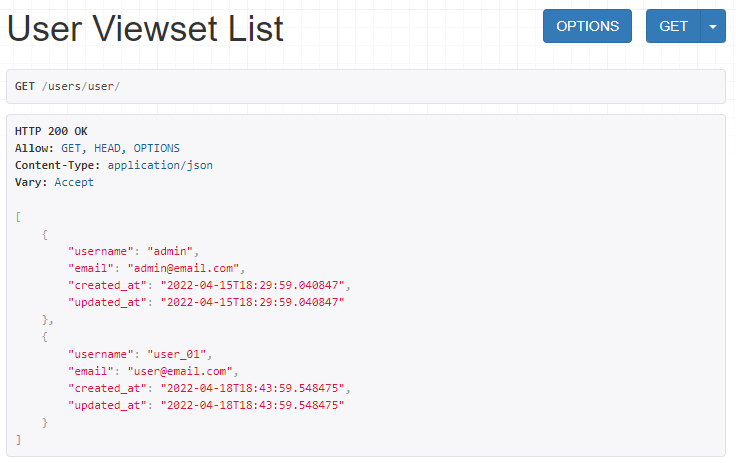 User Viewset List
OPTIONS
GET
GET /users/user/
HTTP 200 OK
Allow: GET, HEAD, OPTIONS
Content-Type: application/json
Vary: Accept
[
    {
        "username": "admin",
        "email": "admin@email.com",
        "created_at": "2022-04-15T18:29:59.040847",
        "updated_at": "2022-04-15T18:29:59.040847"
    },
    {
        "username": "user_01",
        "email": "user@email.com",
        "created_at": "2022-04-18T18:43:59.548475",
        "updated_at": "2022-04-18T18:43:59.548475"
    }
]